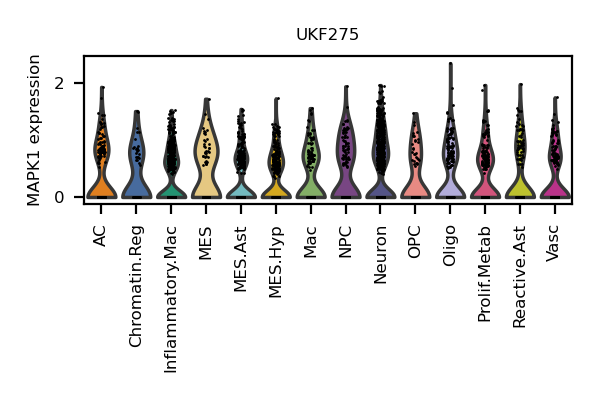 UKF275
MAPK1 expression
2
0
AC
Chromatin.Reg
Inflammatory.Mac
MES
MES.Ast
MES.Hyp
Mac
NPC
Neuron
OPC
Oligo
Prolif.Metab
Reactive.Ast
Vasc